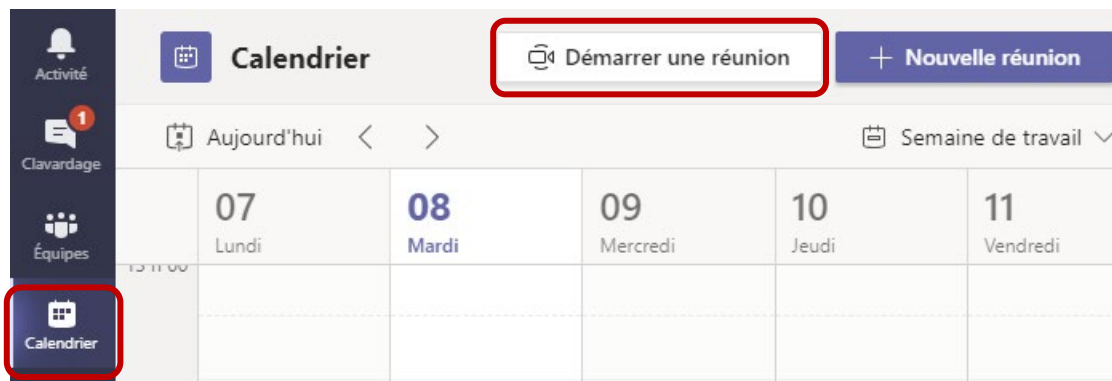 Activité
Calendrier
Démarrer une réunion
+ Nouvelle réunion
1
Clavardage
Aujourd'hui < >
Semaine de travail
Équipes
07
Lundi
08
Mardi
09
Mercredi
10
Jeudi
11
Vendredi
Calendrier